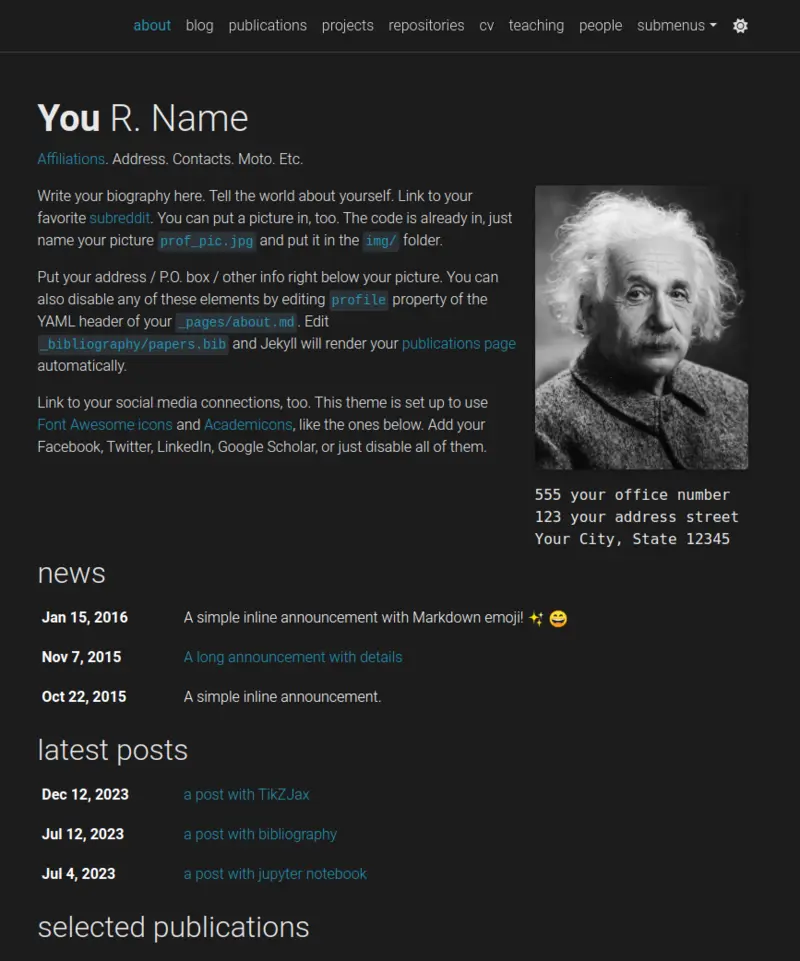 about blog publications projects repositories cv teaching people submenus
You R. Name
Affiliations. Address. Contacts. Moto. Etc.
Write your biography here. Tell the world about yourself. Link to your
favorite subreddit. You can put a picture in, too. The code is already in, just
name your picture prof_pic.jpg and put it in the img/ folder.
Put your address / P.O. box / other info right below your picture. You can
also disable any of these elements by editing profile property of the
YAML header of your _pages/about.md. Edit
_bibliography/papers.bib and Jekyll will render your publications page
automatically.
Link to your social media connections, too. This theme is set up to use
Font Awesome icons and Academicons, like the ones below. Add your
Facebook, Twitter, LinkedIn, Google Scholar, or just disable all of them.
555 your office number
123 your address street
Your City, State 12345
news
Jan 15, 2016 A simple inline announcement with Markdown emoji! ✨ 😄
Nov 7, 2015 A long announcement with details
Oct 22, 2015 A simple inline announcement.
latest posts
Dec 12, 2023 a post with TikZJax
Jul 12, 2023 a post with bibliography
Jul 4, 2023 a post with jupyter notebook
selected publications